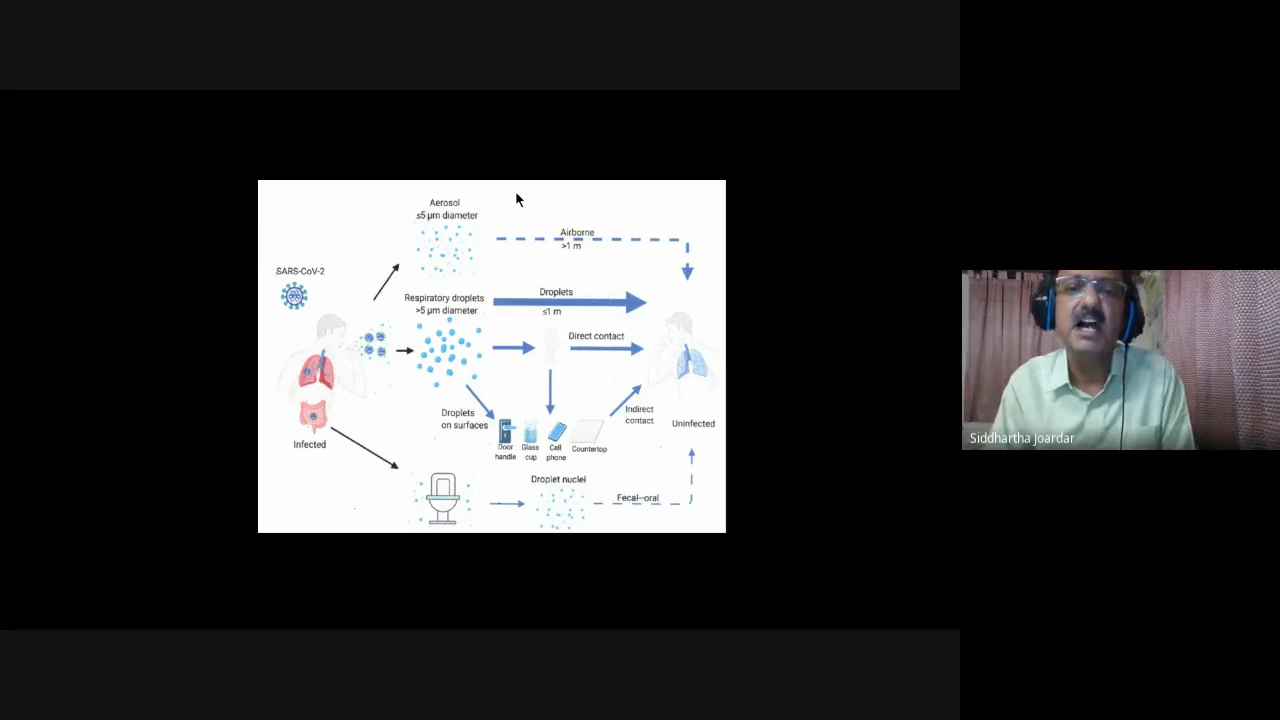 Aerosol
≤5 μm diameter
Airborne
>1 m
SARS-CoV-2
Respiratory droplets
>5 μm diameter
Droplets
≤1 m
Direct contact
Droplets
on surfaces
Indirect
contact
Uninfected
Infected
Door
handle
Glass
cup
Cell
phone
Countertop
Droplet nuclei
Fecal–oral
Siddhartha Joardar